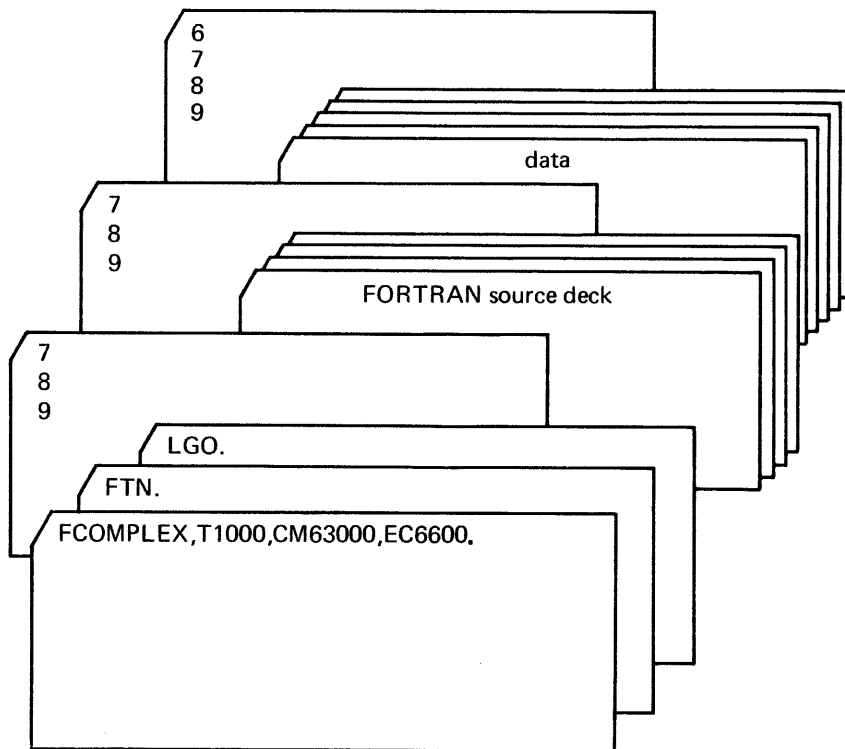 6
7
8
9
data
7
8
9
FORTRAN source deck
7
8
9
LGO.
FTN.
FCOMPLEX,T1000,CM63000,EC6600.